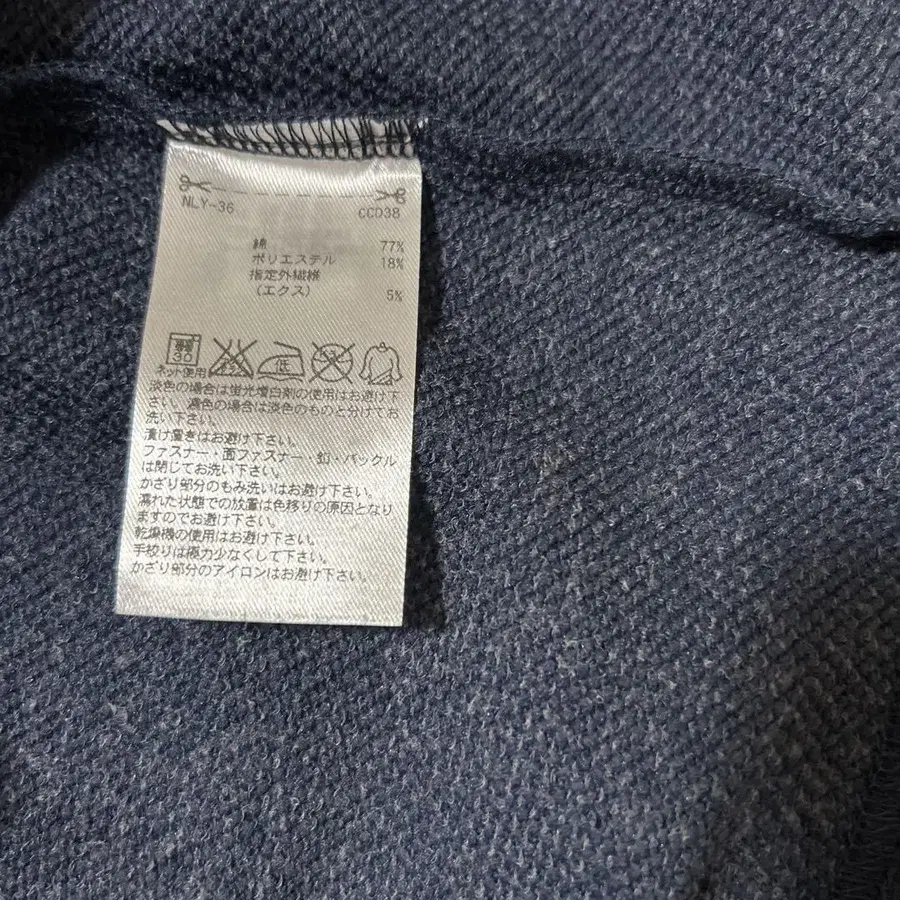 NLY-36 CCD38
綿 77%
ポリエステル 18%
指定外繊維
(エクス) 5%
30 低
ネット使用
淡色の場合は蛍光増白剤の使用はお避け下
さい。濃色の場合は淡色のものと分けてお
洗い下さい。
漬け置きはお避け下さい。
ファスナー・面ファスナー・釦・バックル
は閉じてお洗い下さい。
かざり部分のもみ洗いはお避け下さい。
濡れた状態での放置は色移りの原因となり
ますのでお避け下さい。
乾燥機の使用はお避け下さい。
手絞りは極力少なくして下さい。
かざり部分のアイロンはお避け下さい。